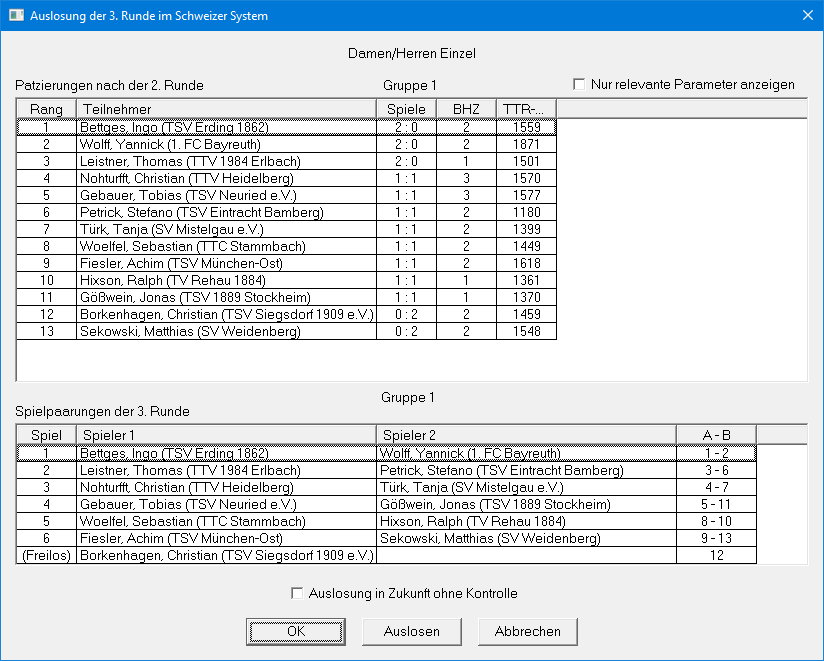 Auslosung der 3. Runde im Schweizer System
Damen/Herren Einzel
Patzierungen nach der 2. Runde Gruppe 1 Nur relevante Parameter anzeigen
Rang Teilnehmer Spiele BHZ TTR-...
1 Bettges, Ingo (TSV Erding 1862) 2 : 0 2 1559
2 Wolff, Yannick (1. FC Bayreuth) 2 : 0 2 1871
3 Leistner, Thomas (TTV 1984 Erlbach) 2 : 0 1 1501
4 Nohturfft, Christian (TTV Heidelberg) 1 : 1 3 1570
5 Gebauer, Tobias (TSV Neuried e.V.) 1 : 1 3 1577
6 Petrick, Stefano (TSV Eintracht Bamberg) 1 : 1 2 1180
7 Türk, Tanja (SV Mistelgau e.V.) 1 : 1 2 1399
8 Woelfel, Sebastian (TTC Stammbach) 1 : 1 2 1449
9 Fiesler, Achim (TSV München-Ost) 1 : 1 2 1618
10 Hixson, Ralph (TV Rehau 1884) 1 : 1 1 1361
11 Gößwein, Jonas (TSV 1889 Stockheim) 1 : 1 1 1370
12 Borkenhagen, Christian (TSV Siegsdorf 1909 e.V.) 0 : 2 2 1459
13 Sekowski, Matthias (SV Weidenberg) 0 : 2 2 1548
Gruppe 1
Spielpaarungen der 3. Runde
Spiel Spieler 1 Spieler 2 A - B
1 Bettges, Ingo (TSV Erding 1862) Wolff, Yannick (1. FC Bayreuth) 1 - 2
2 Leistner, Thomas (TTV 1984 Erlbach) Petrick, Stefano (TSV Eintracht Bamberg) 3 - 6
3 Nohturfft, Christian (TTV Heidelberg) Türk, Tanja (SV Mistelgau e.V.) 4 - 7
4 Gebauer, Tobias (TSV Neuried e.V.) Gößwein, Jonas (TSV 1889 Stockheim) 5 - 11
5 Woelfel, Sebastian (TTC Stammbach) Hixson, Ralph (TV Rehau 1884) 8 - 10
6 Fiesler, Achim (TSV München-Ost) Sekowski, Matthias (SV Weidenberg) 9 - 13
(Freilos) Borkenhagen, Christian (TSV Siegsdorf 1909 e.V.) 12
Auslosung in Zukunft ohne Kontrolle
OK Auslosen Abbrechen